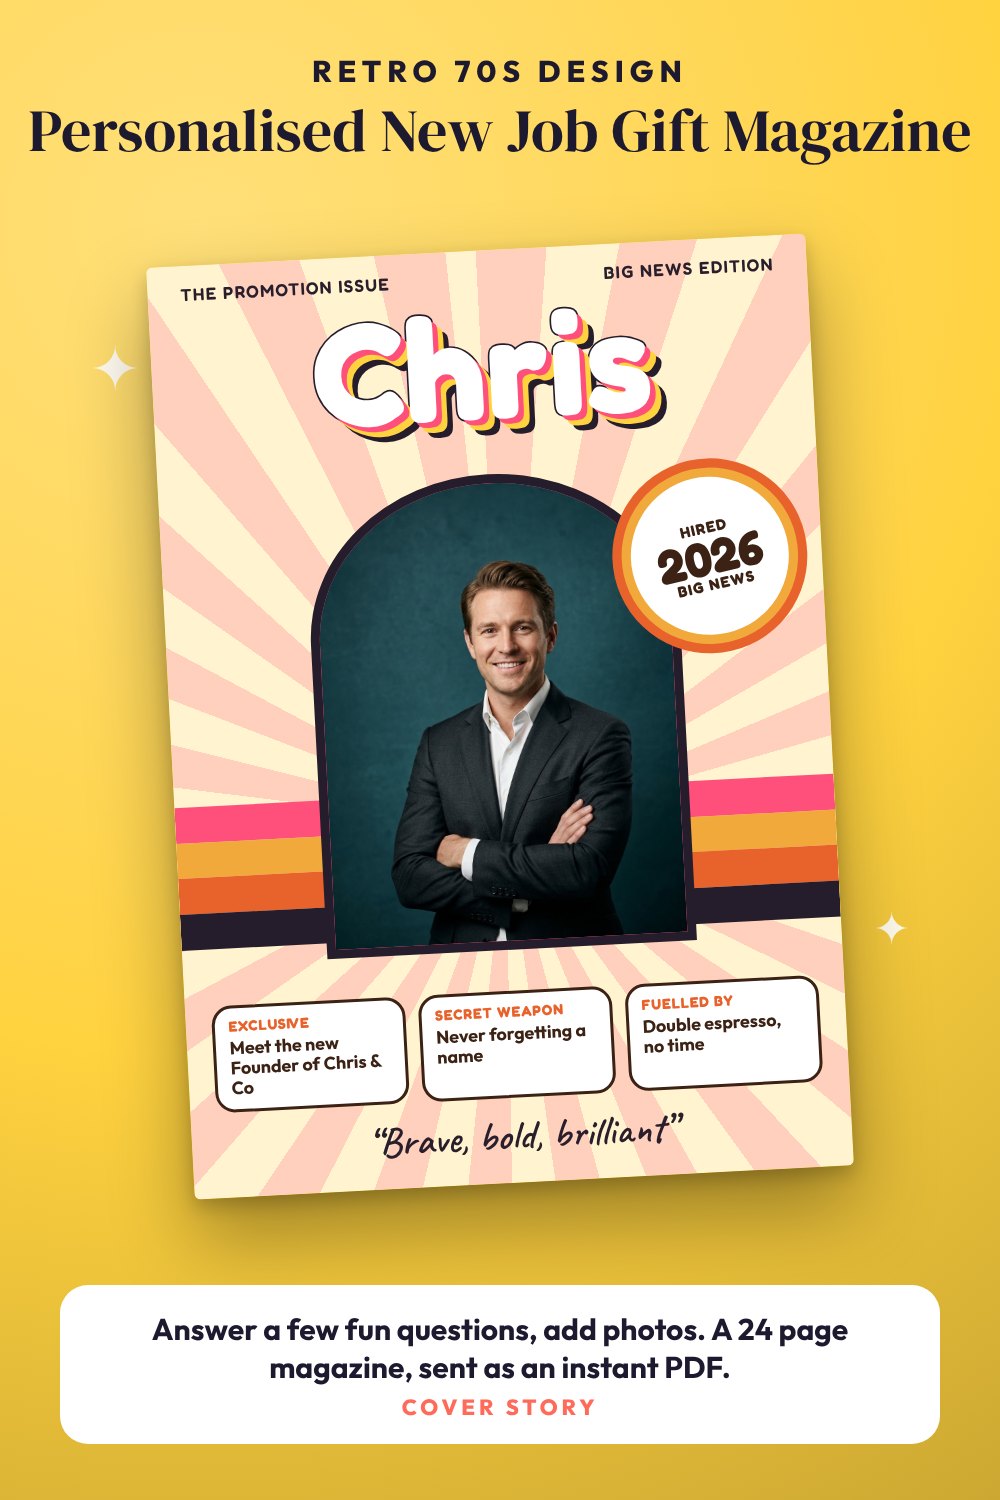 RETRO 70S DESIGN
Personalised New Job Gift Magazine
THE PROMOTION ISSUE
BIG NEWS EDITION
Chris
HIRED
2026
BIG NEWS
EXCLUSIVE
Meet the new
Founder of Chris &
Co
SECRET WEAPON
Never forgetting a
name
FUELLED BY
Double espresso,
no time
“Brave, bold, brilliant”
Answer a few fun questions, add photos. A 24 page
magazine, sent as an instant PDF.
COVER STORY